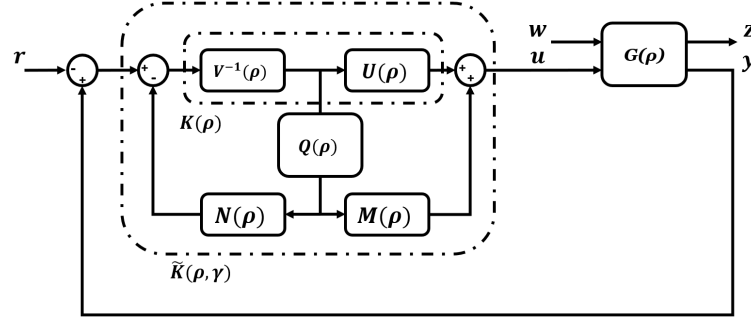 w
z
r
- +
+ -
V⁻¹(ρ)
U(ρ)
+ +
u
G(ρ)
y
K(ρ)
Q(ρ)
N(ρ)
M(ρ)
K̃(ρ, γ)